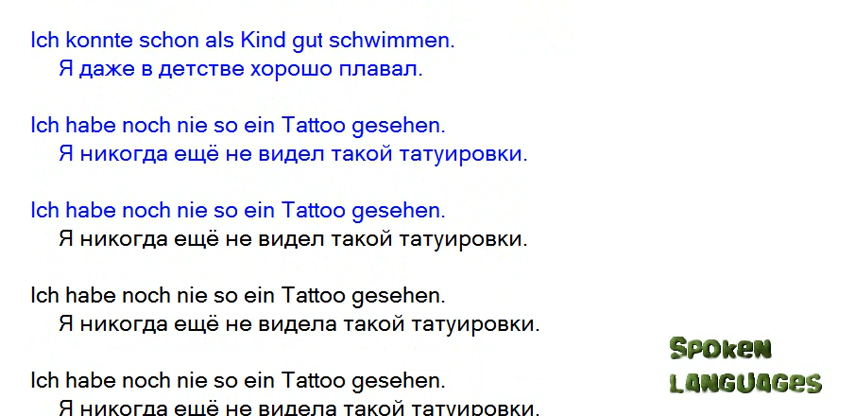 Ich konnte schon als Kind gut schwimmen.
Я даже в детстве хорошо плавал.
Ich habe noch nie so ein Tattoo gesehen.
Я никогда ещё не видел такой татуировки.
Ich habe noch nie so ein Tattoo gesehen.
Я никогда ещё не видел такой татуировки.
Ich habe noch nie so ein Tattoo gesehen.
Я никогда ещё не видела такой татуировки.
Ich habe noch nie so ein Tattoo gesehen.
Я никогда ещё не видела такой татуировки.
Spoken
Languages